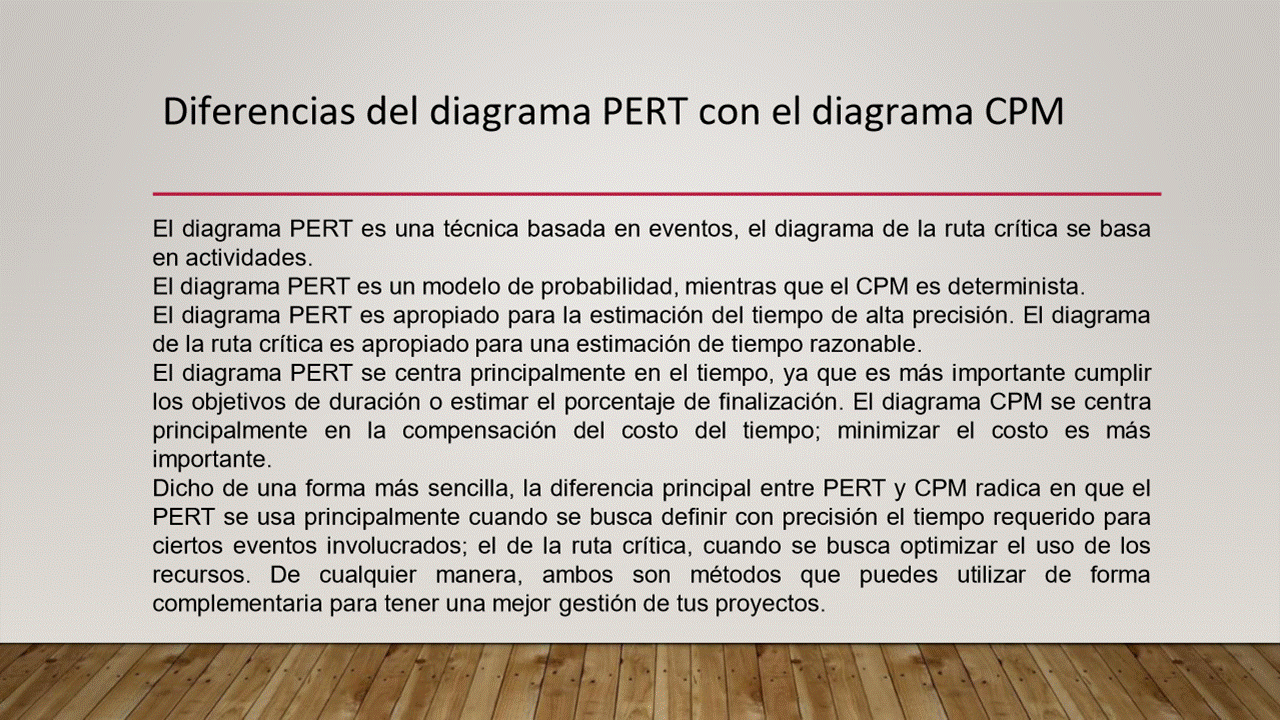 Diferencias del diagrama PERT con el diagrama CPM
El diagrama PERT es una técnica basada en eventos, el diagrama de la ruta crítica se basa
en actividades.
El diagrama PERT es un modelo de probabilidad, mientras que el CPM es determinista.
El diagrama PERT es apropiado para la estimación del tiempo de alta precisión. El diagrama
de la ruta crítica es apropiado para una estimación de tiempo razonable.
El diagrama PERT se centra principalmente en el tiempo, ya que es más importante cumplir
los objetivos de duración o estimar el porcentaje de finalización. El diagrama CPM se centra
principalmente en la compensación del costo del tiempo; minimizar el costo es más
importante.
Dicho de una forma más sencilla, la diferencia principal entre PERT y CPM radica en que el
PERT se usa principalmente cuando se busca definir con precisión el tiempo requerido para
ciertos eventos involucrados; el de la ruta crítica, cuando se busca optimizar el uso de los
recursos. De cualquier manera, ambos son métodos que puedes utilizar de forma
complementaria para tener una mejor gestión de tus proyectos.